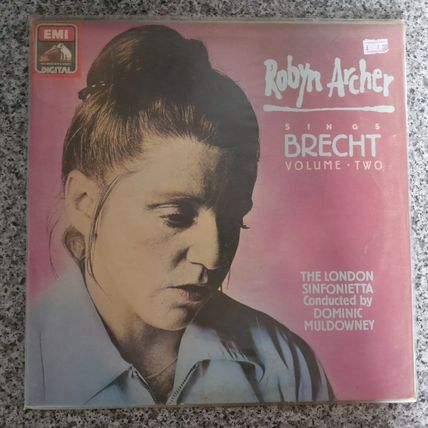 EMI
DIGITAL
Robyn Archer
SINGS
BRECHT
VOLUME · TWO
THE LONDON
SINFONIETTA
Conducted by
DOMINIC
MULDOWNEY